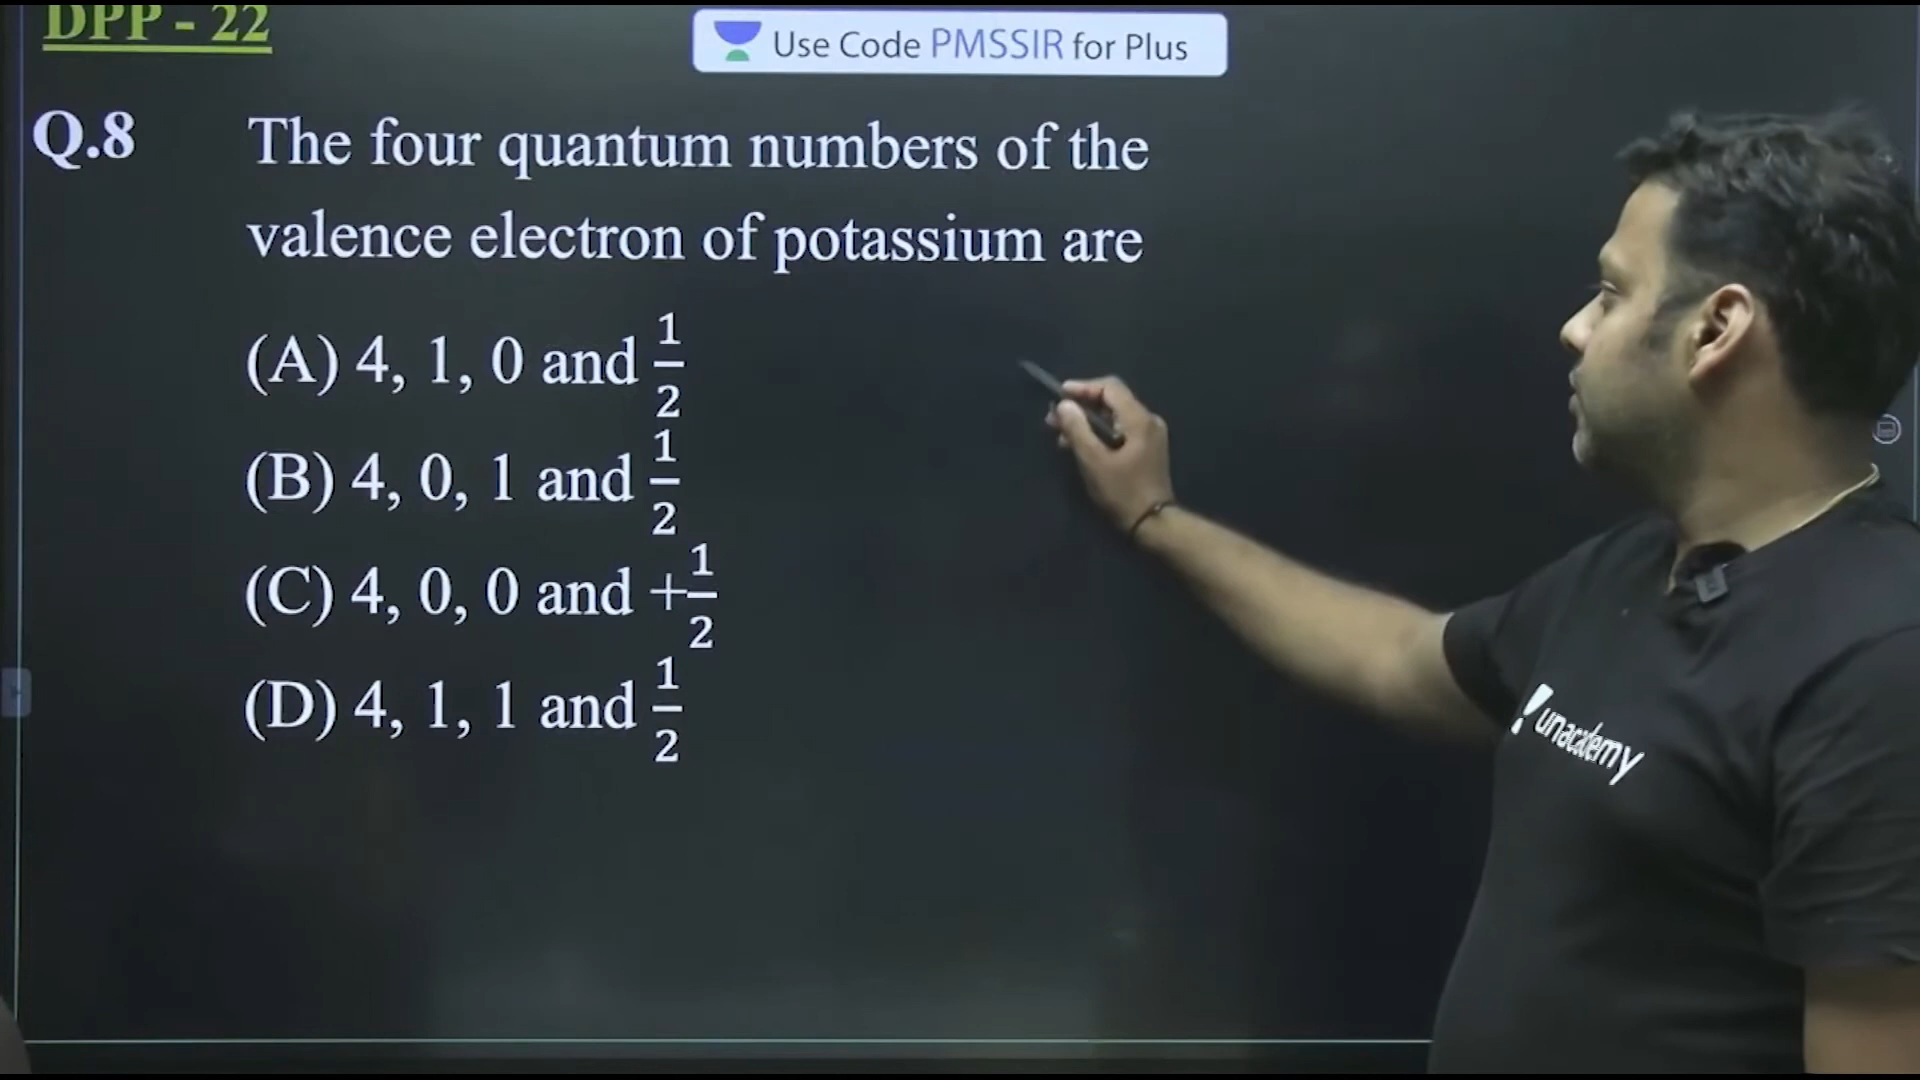 DPP - 22
Use Code PMSSIR for Plus
Q.8 The four quantum numbers of the
valence electron of potassium are
(A) 4, 1, 0 and 1/2
(B) 4, 0, 1 and 1/2
(C) 4, 0, 0 and +1/2
(D) 4, 1, 1 and 1/2
unacademy